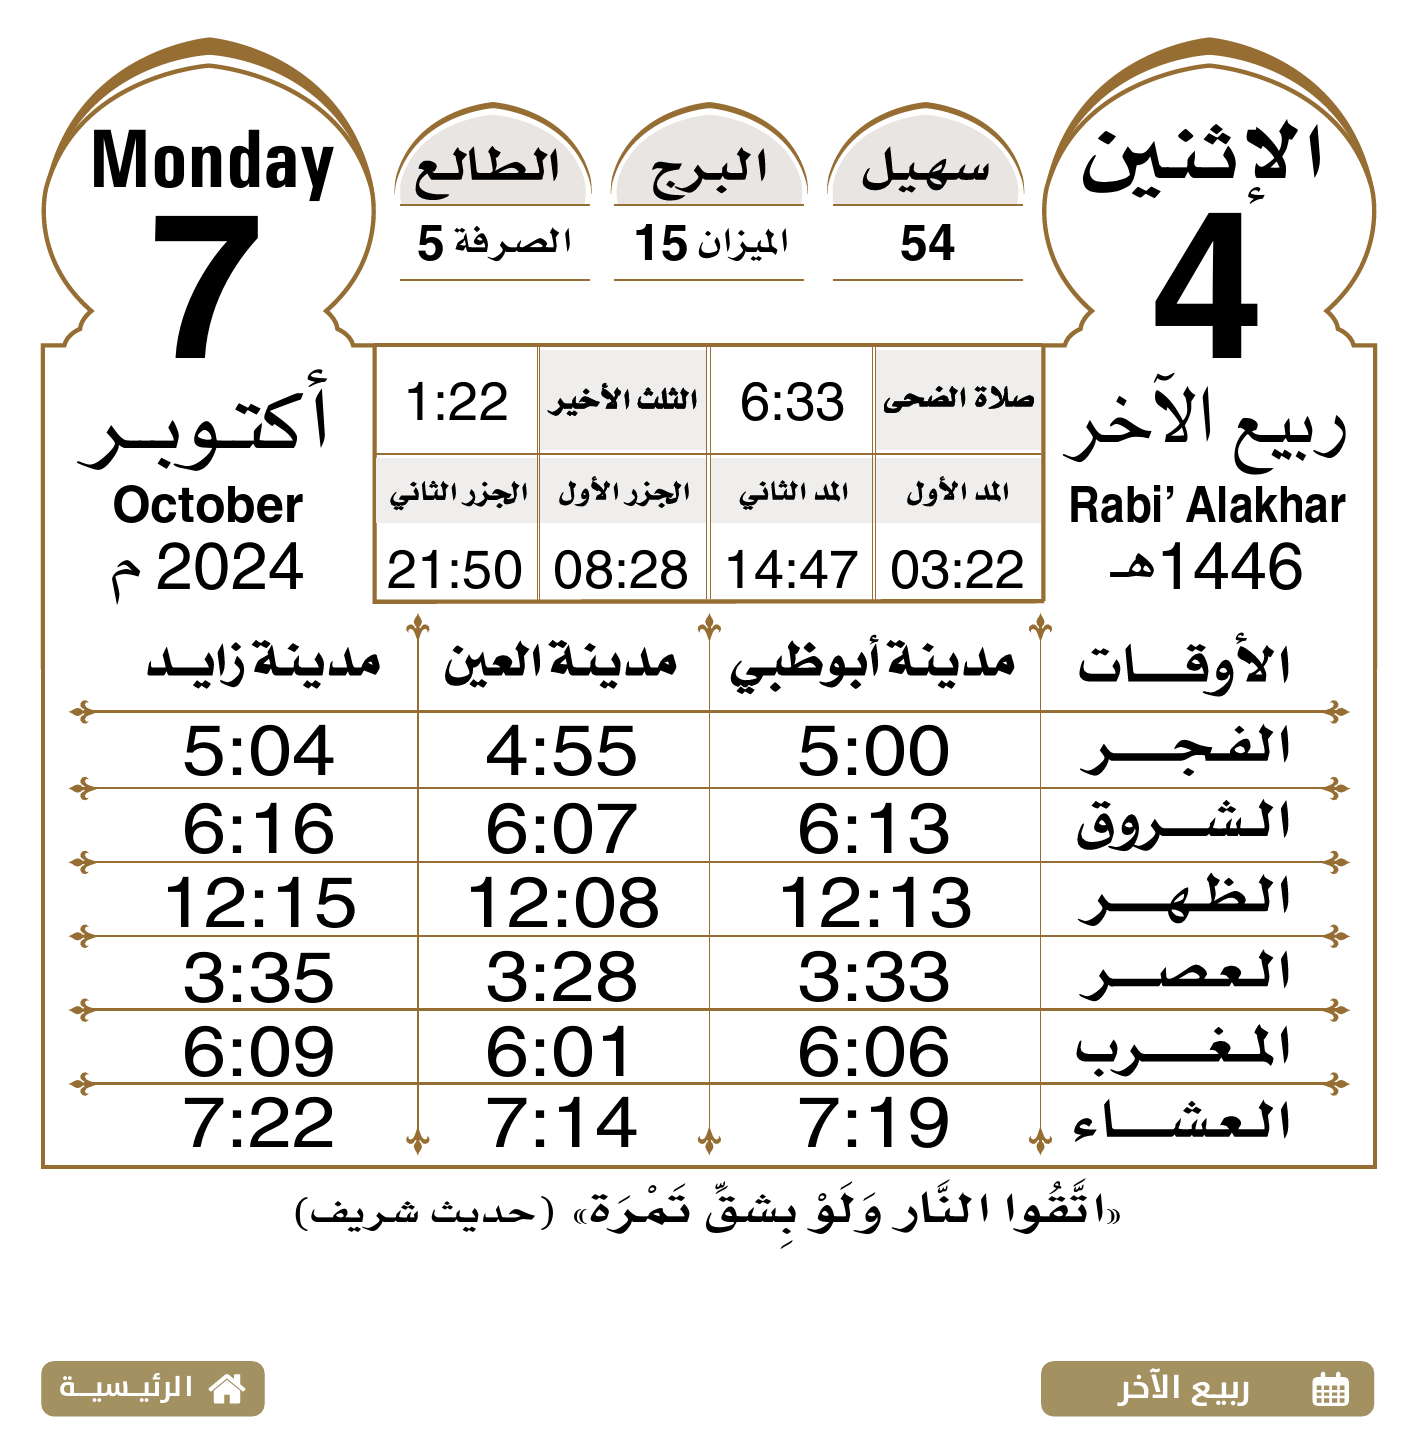 الإثنين
4
ربيع الآخر
Rabi’ Alakhar
1446هـ
سهيل البرج الطالع
54 الميزان 15 الصرفة 5
Monday
7
أكتوبر
October
2024 م
صلاة الضحى 6:33 الثلث الأخير 1:22
المد الأول المد الثاني الجزر الأول الجزر الثاني
03:22 14:47 08:28 21:50
الأوقات مدينة أبوظبي مدينة العين مدينة زايد
الفجر 5:00 4:55 5:04
الشروق 6:13 6:07 6:16
الظهر 12:13 12:08 12:15
العصر 3:33 3:28 3:35
المغرب 6:06 6:01 6:09
العشاء 7:19 7:14 7:22
«اتَّقُوا النَّار وَلَوْ بِشقِّ تَمْرَة» (حديث شريف)
ربيع الآخر
الرئيسية